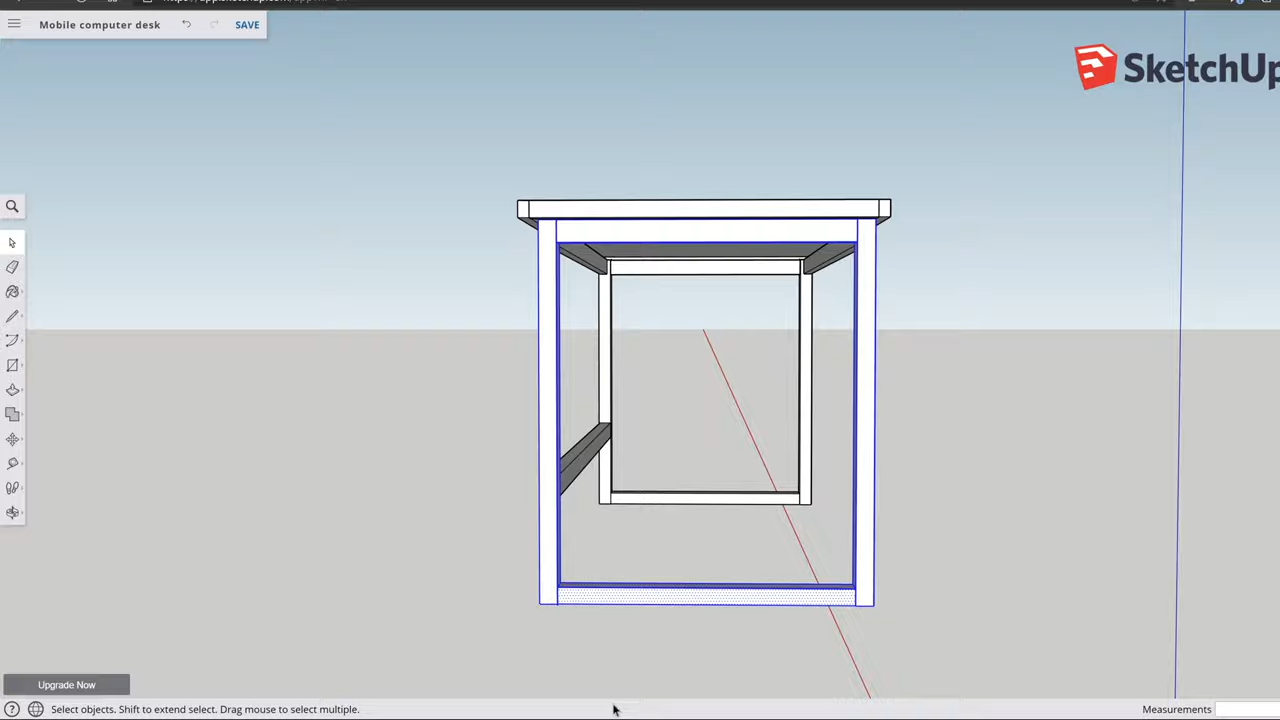 Mobile computer desk
SAVE
SketchUp
Upgrade Now
Select objects. Shift to extend select. Drag mouse to select multiple.
Measurements